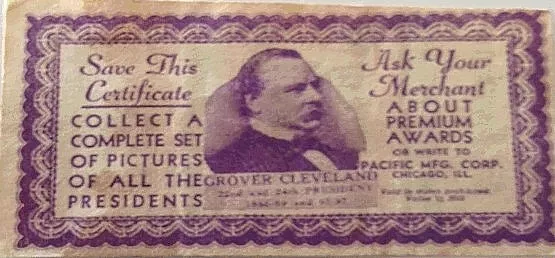 Save This
Certificate
COLLECT A
COMPLETE SET
OF PICTURES
OF ALL THE
PRESIDENTS
GROVER CLEVELAND
22nd and 24th PRESIDENT
Ask Your
Merchant
ABOUT
PREMIUM
AWARDS
OR WRITE TO
PACIFIC MFG. CORP.
CHICAGO, ILL.